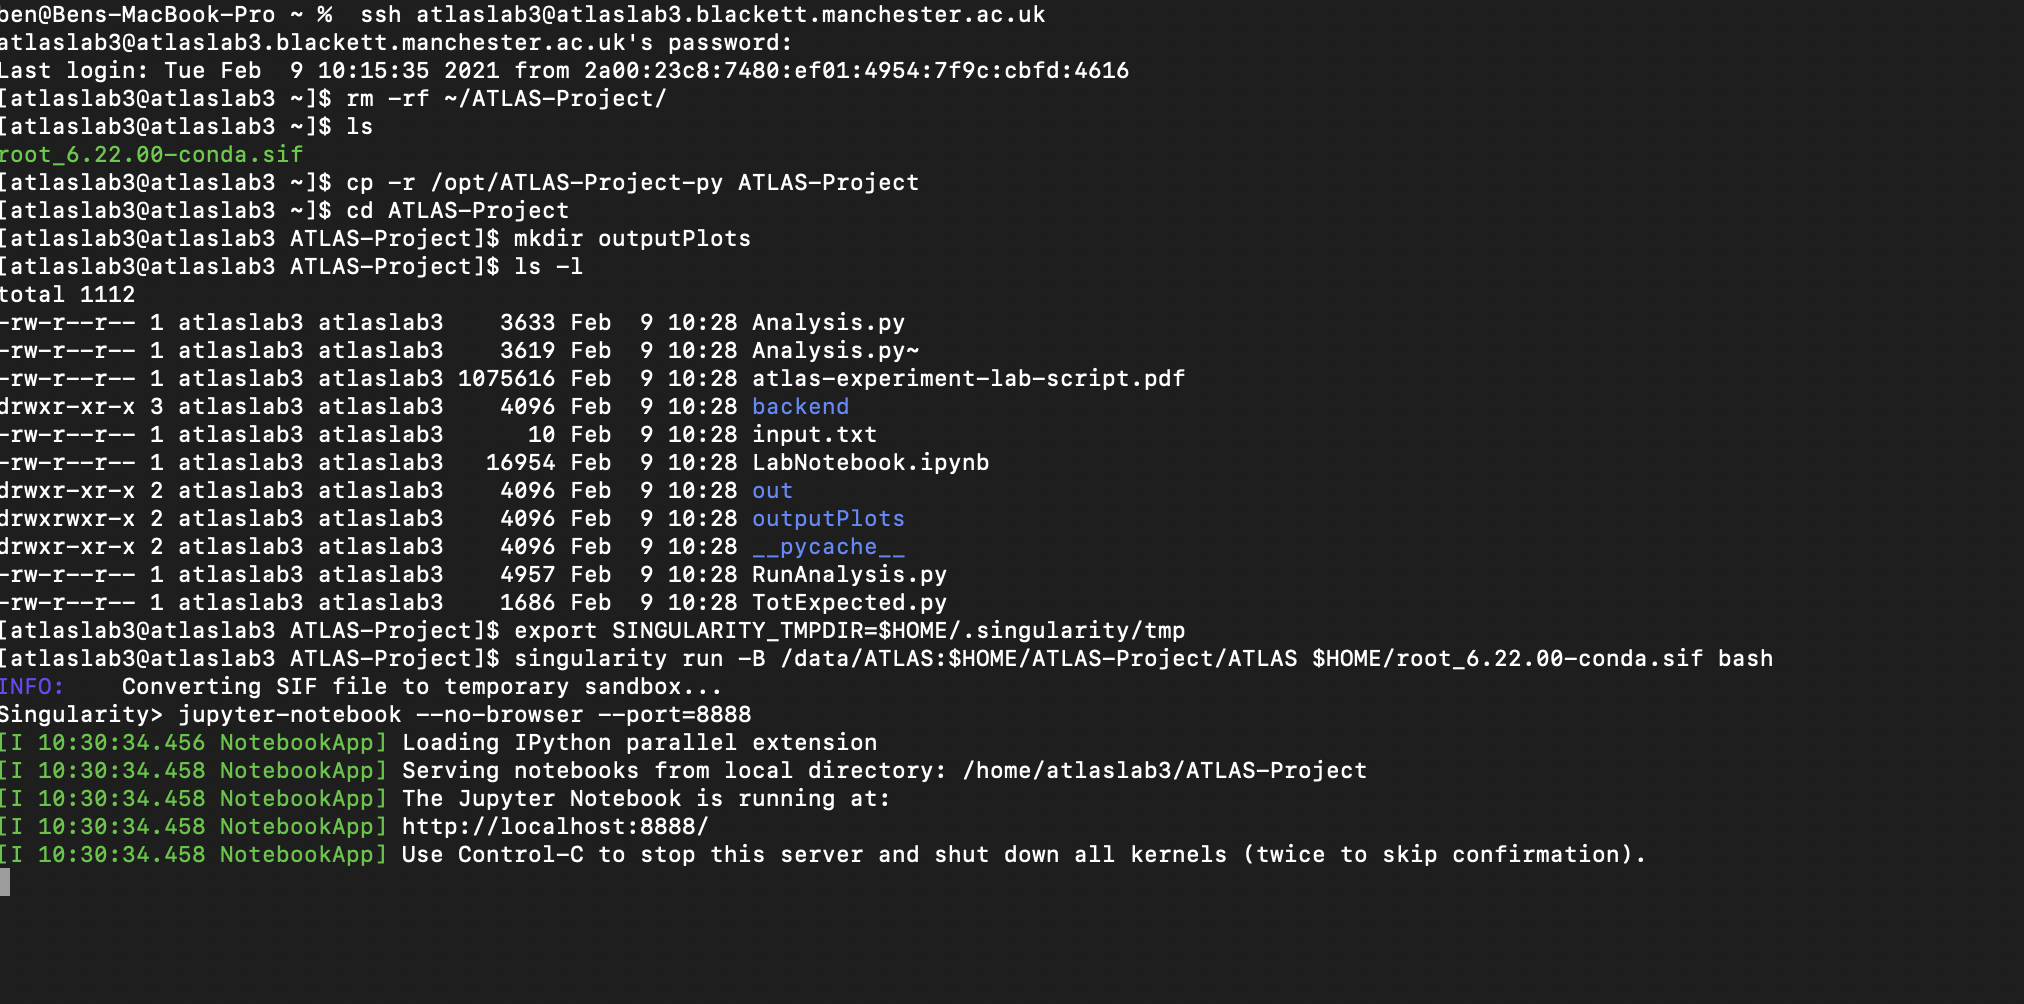 ben@Bens-MacBook-Pro ~ %  ssh atlaslab3@atlaslab3.blackett.manchester.ac.uk
atlaslab3@atlaslab3.blackett.manchester.ac.uk's password:
Last login: Tue Feb  9 10:15:35 2021 from 2a00:23c8:7480:ef01:4954:7f9c:cbfd:4616
[atlaslab3@atlaslab3 ~]$ rm -rf ~/ATLAS-Project/
[atlaslab3@atlaslab3 ~]$ ls
root_6.22.00-conda.sif
[atlaslab3@atlaslab3 ~]$ cp -r /opt/ATLAS-Project-py ATLAS-Project
[atlaslab3@atlaslab3 ~]$ cd ATLAS-Project
[atlaslab3@atlaslab3 ATLAS-Project]$ mkdir outputPlots
[atlaslab3@atlaslab3 ATLAS-Project]$ ls -l
total 1112
-rw-r--r-- 1 atlaslab3 atlaslab3    3633 Feb  9 10:28 Analysis.py
-rw-r--r-- 1 atlaslab3 atlaslab3    3619 Feb  9 10:28 Analysis.py~
-rw-r--r-- 1 atlaslab3 atlaslab3 1075616 Feb  9 10:28 atlas-experiment-lab-script.pdf
drwxr-xr-x 3 atlaslab3 atlaslab3    4096 Feb  9 10:28 backend
-rw-r--r-- 1 atlaslab3 atlaslab3      10 Feb  9 10:28 input.txt
-rw-r--r-- 1 atlaslab3 atlaslab3   16954 Feb  9 10:28 LabNotebook.ipynb
drwxr-xr-x 2 atlaslab3 atlaslab3    4096 Feb  9 10:28 out
drwxrwxr-x 2 atlaslab3 atlaslab3    4096 Feb  9 10:28 outputPlots
drwxr-xr-x 2 atlaslab3 atlaslab3    4096 Feb  9 10:28 __pycache__
-rw-r--r-- 1 atlaslab3 atlaslab3    4957 Feb  9 10:28 RunAnalysis.py
-rw-r--r-- 1 atlaslab3 atlaslab3    1686 Feb  9 10:28 TotExpected.py
[atlaslab3@atlaslab3 ATLAS-Project]$ export SINGULARITY_TMPDIR=$HOME/.singularity/tmp
[atlaslab3@atlaslab3 ATLAS-Project]$ singularity run -B /data/ATLAS:$HOME/ATLAS-Project/ATLAS $HOME/root_6.22.00-conda.sif bash
INFO:    Converting SIF file to temporary sandbox...
Singularity> jupyter-notebook --no-browser --port=8888
[I 10:30:34.456 NotebookApp] Loading IPython parallel extension
[I 10:30:34.458 NotebookApp] Serving notebooks from local directory: /home/atlaslab3/ATLAS-Project
[I 10:30:34.458 NotebookApp] The Jupyter Notebook is running at:
[I 10:30:34.458 NotebookApp] http://localhost:8888/
[I 10:30:34.458 NotebookApp] Use Control-C to stop this server and shut down all kernels (twice to skip confirmation).